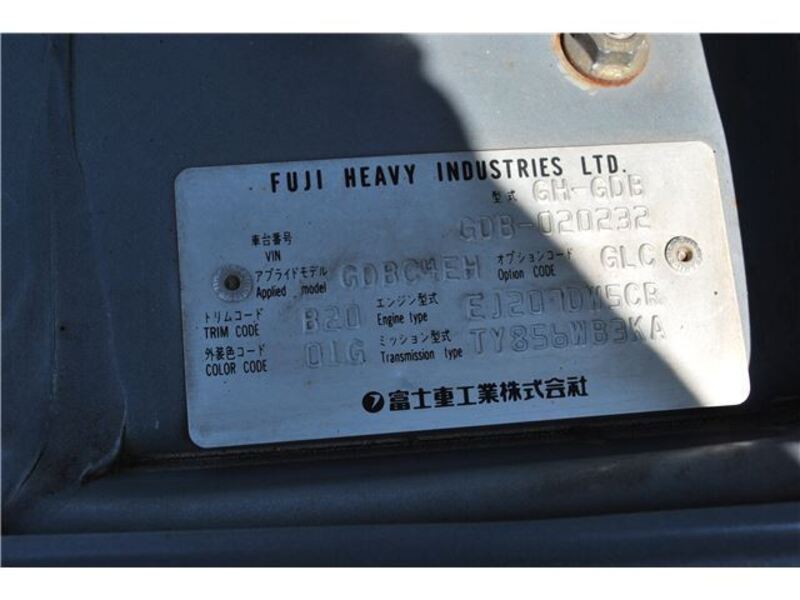 FUJI HEAVY INDUSTRIES LTD.
型式 GH-GDB
車台番号 VIN GDB-020232
アプライドモデル Applied model GDBC4EH オプションコード Option CODE GLC
トリムコード TRIM CODE B20 エンジン型式 Engine type EJ207DW5CR
外装色コード COLOR CODE 01G ミッション型式 Transmission type TY856WB3KA
富士重工業株式会社